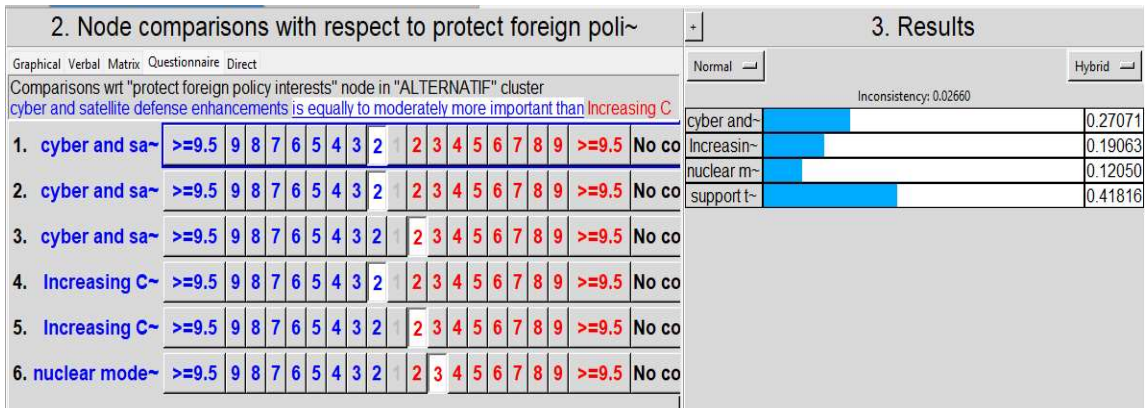 2. Node comparisons with respect to protect foreign poli~
Graphical Verbal Matrix Questionnaire Direct
Comparisons wrt "protect foreign policy interests" node in "ALTERNATIF" cluster
cyber and satellite defense enhancements is equally to moderately more important than Increasing C
1. cyber and sa~ >=9.5 9 8 7 6 5 4 3 2 1 2 3 4 5 6 7 8 9 >=9.5 No co
2. cyber and sa~ >=9.5 9 8 7 6 5 4 3 2 1 2 3 4 5 6 7 8 9 >=9.5 No co
3. cyber and sa~ >=9.5 9 8 7 6 5 4 3 2 1 2 3 4 5 6 7 8 9 >=9.5 No co
4. Increasing C~ >=9.5 9 8 7 6 5 4 3 2 1 2 3 4 5 6 7 8 9 >=9.5 No co
5. Increasing C~ >=9.5 9 8 7 6 5 4 3 2 1 2 3 4 5 6 7 8 9 >=9.5 No co
6. nuclear mode~ >=9.5 9 8 7 6 5 4 3 2 1 2 3 4 5 6 7 8 9 >=9.5 No co
+ 3. Results
Normal Hybrid
Inconsistency: 0.02660
cyber and~ 0.27071
Increasin~ 0.19063
nuclear m~ 0.12050
support t~ 0.41816